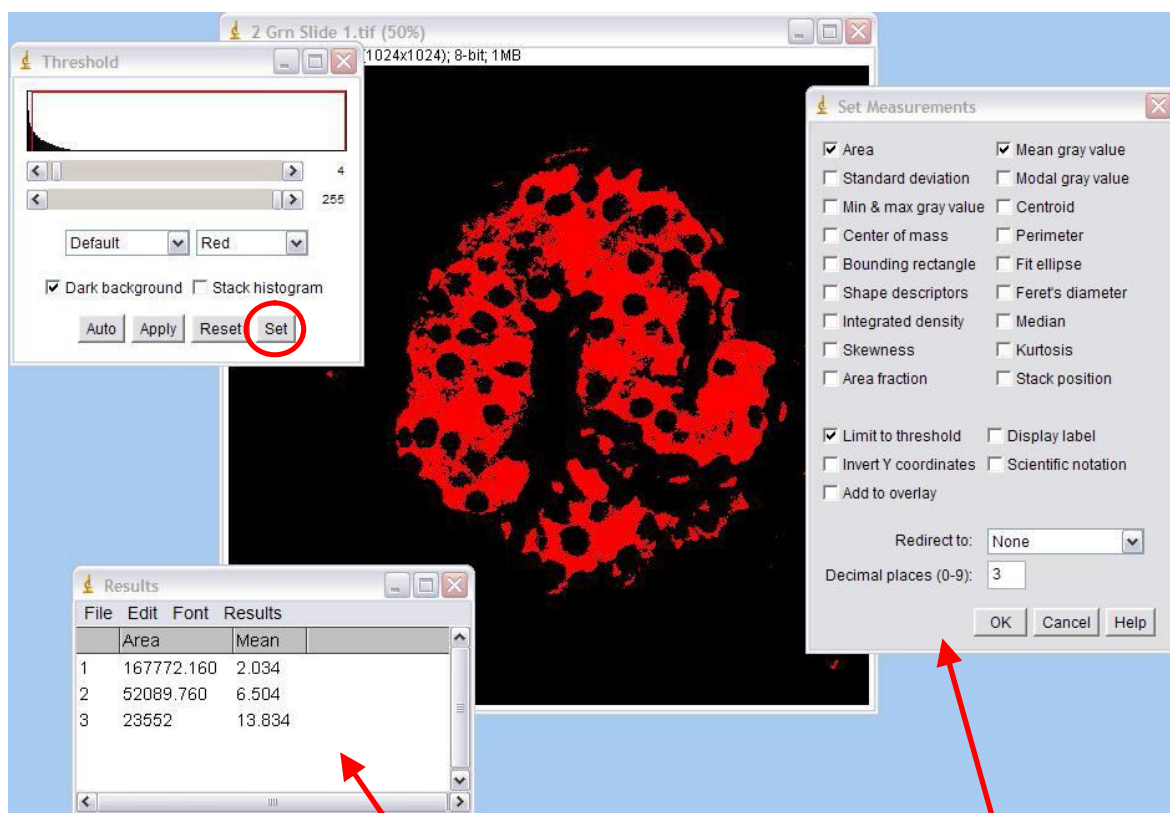 2 Grn Slide 1.tif (50%)
(1024x1024); 8-bit; 1MB
Threshold
4
255
Default Red
Dark background Stack histogram
Auto Apply Reset Set
Set Measurements
Area Mean gray value
Standard deviation Modal gray value
Min & max gray value Centroid
Center of mass Perimeter
Bounding rectangle Fit ellipse
Shape descriptors Feret's diameter
Integrated density Median
Skewness Kurtosis
Area fraction Stack position
Limit to threshold Display label
Invert Y coordinates Scientific notation
Add to overlay
Redirect to: None
Decimal places (0-9): 3
OK Cancel Help
Results
File Edit Font Results
Area Mean
1 167772.160 2.034
2 52089.760 6.504
3 23552 13.834